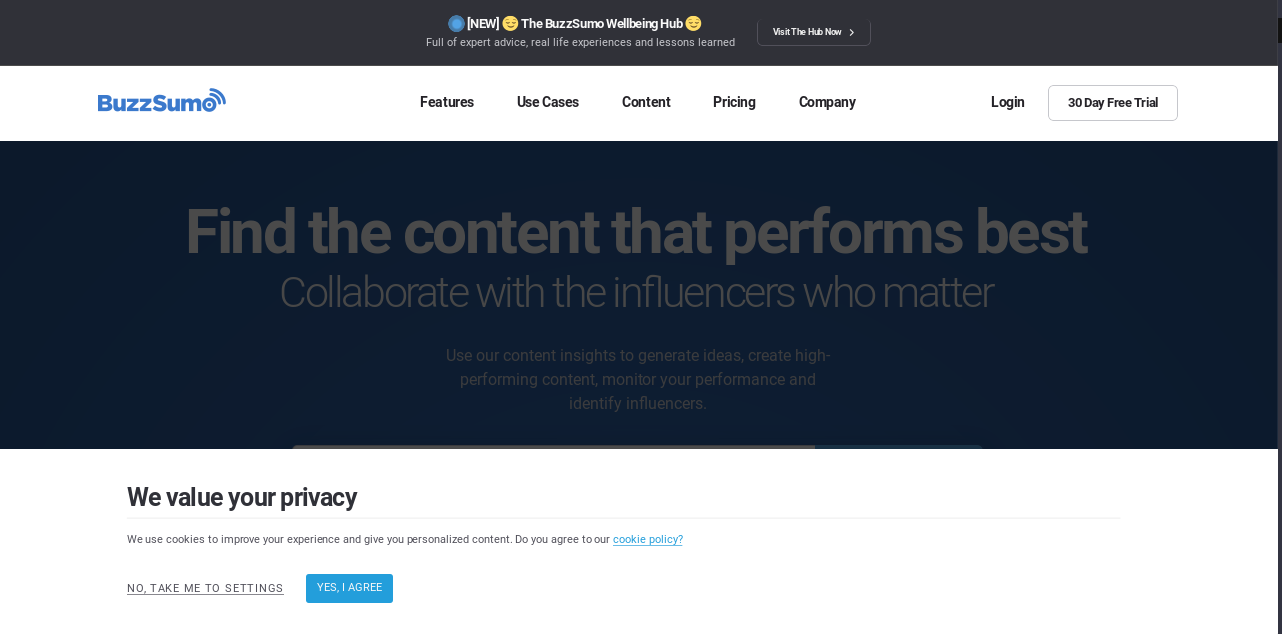 [NEW] The BuzzSumo Wellbeing Hub
Full of expert advice, real life experiences and lessons learned
Visit The Hub Now
BuzzSumo
Features
Use Cases
Content
Pricing
Company
Login
30 Day Free Trial
Find the content that performs best
Collaborate with the influencers who matter
Use our content insights to generate ideas, create high-
performing content, monitor your performance and
identify influencers.
We value your privacy
We use cookies to improve your experience and give you personalized content. Do you agree to our cookie policy?
NO, TAKE ME TO SETTINGS
YES, I AGREE